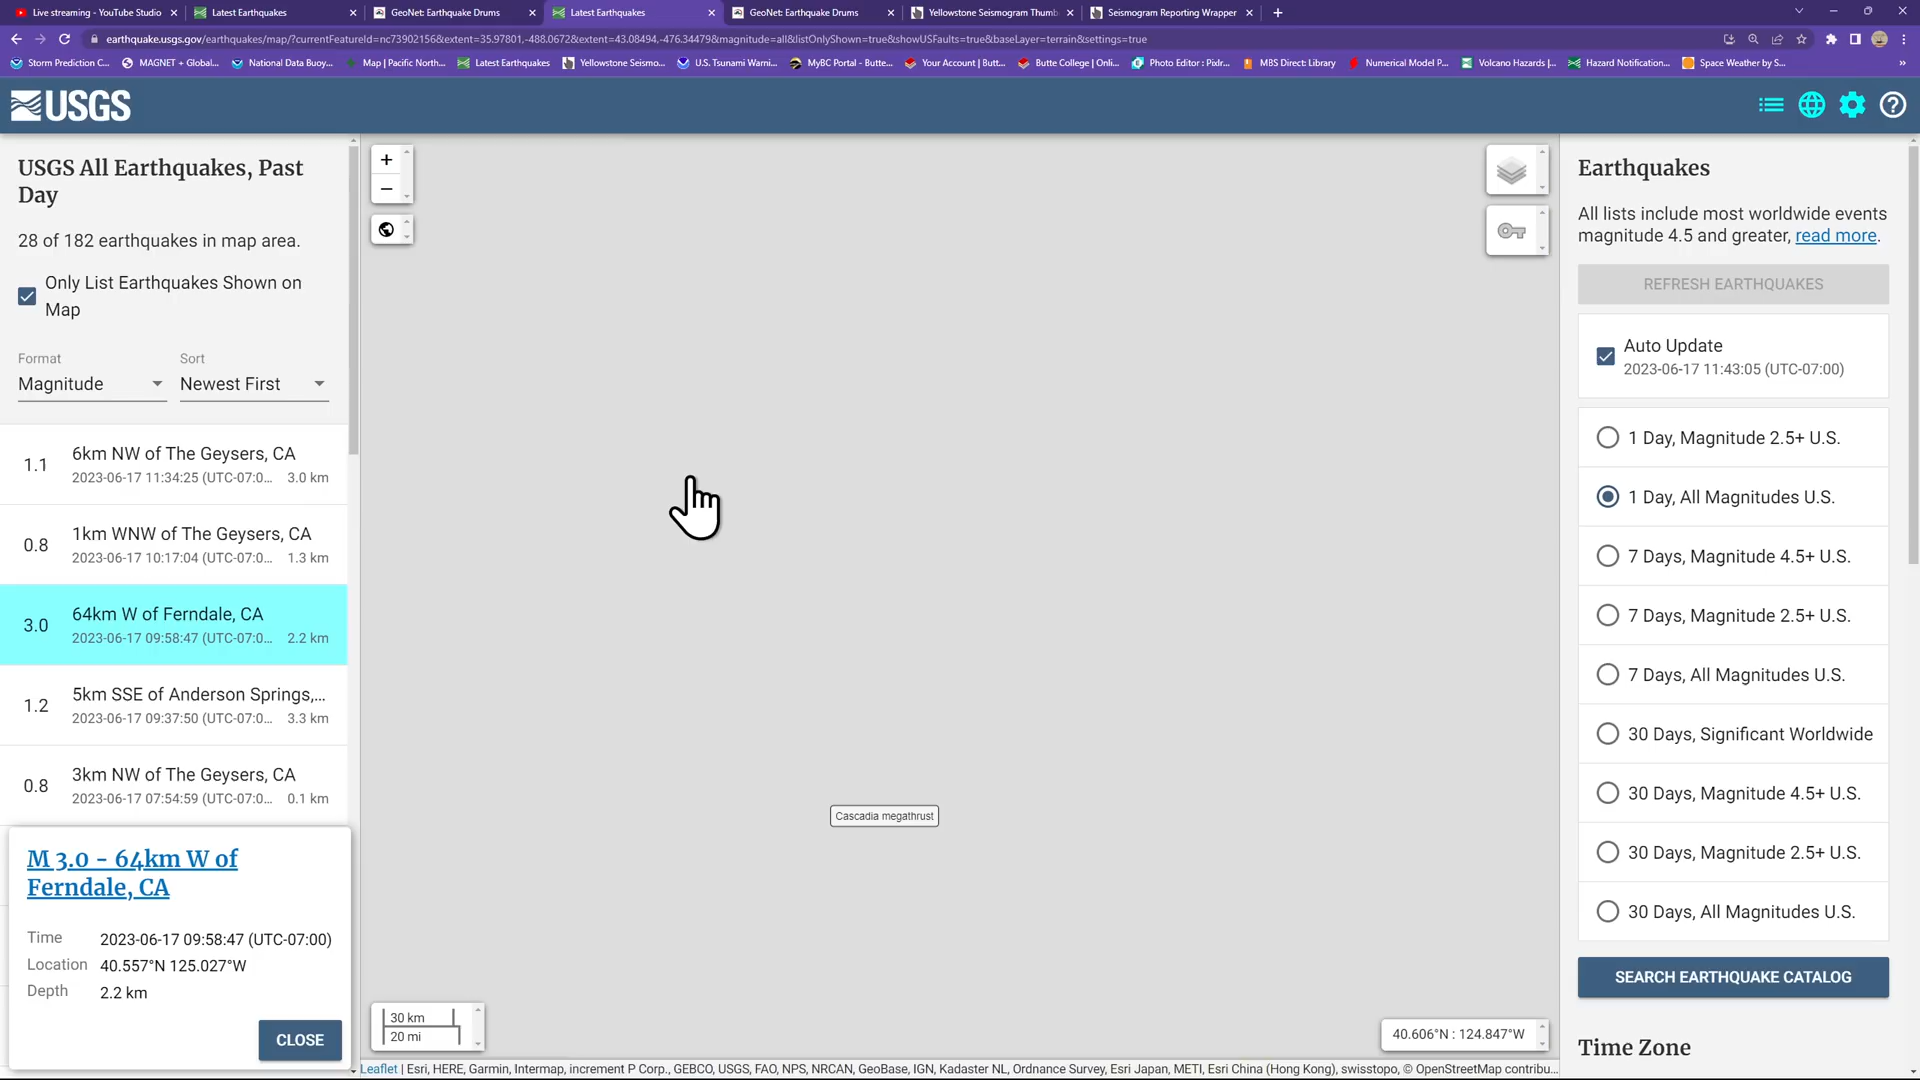 Live streaming - YouTube Studio
Latest Earthquakes
GeoNet: Earthquake Drums
Latest Earthquakes
GeoNet: Earthquake Drums
Yellowstone Seismogram Thumb
Seismogram Reporting Wrapper
earthquake.usgs.gov/earthquakes/map/?currentFeatureId=nc73902156&extent=35.97801,-488.0672&extent=43.08494,-476.34479&magnitude=all&listOnlyShown=true&showUSFaults=true&baseLayer=terrain&settings=true
Storm Prediction C...
MAGNET + Global...
National Data Buoy...
Map | Pacific North...
Latest Earthquakes
Yellowstone Seismo...
U.S. Tsunami Warni...
MyBC Portal - Butte...
Your Account | Butt...
Butte College | Onli...
Photo Editor : Pixlr...
MBS Direct: Library
Numerical Model P...
Volcano Hazards |...
Hazard Notification...
Space Weather by S...
USGS
USGS All Earthquakes, Past
Day
28 of 182 earthquakes in map area.
Only List Earthquakes Shown on
Map
Format
Sort
Magnitude
Newest First
1.1
6km NW of The Geysers, CA
2023-06-17 11:34:25 (UTC-07:0... 3.0 km
0.8
1km WNW of The Geysers, CA
2023-06-17 10:17:04 (UTC-07:0... 1.3 km
3.0
64km W of Ferndale, CA
2023-06-17 09:58:47 (UTC-07:0... 2.2 km
1.2
5km SSE of Anderson Springs,...
2023-06-17 09:37:50 (UTC-07:0... 3.3 km
0.8
3km NW of The Geysers, CA
2023-06-17 07:54:59 (UTC-07:0... 0.1 km
M 3.0 - 64km W of
Ferndale, CA
Time 2023-06-17 09:58:47 (UTC-07:00)
Location 40.557°N 125.027°W
Depth 2.2 km
CLOSE
+
−
Cascadia megathrust
30 km
20 mi
40.606°N : 124.847°W
Leaflet | Esri, HERE, Garmin, Intermap, increment P Corp., GEBCO, USGS, FAO, NPS, NRCAN, GeoBase, IGN, Kadaster NL, Ordnance Survey, Esri Japan, METI, Esri China (Hong Kong), swisstopo, © OpenStreetMap contribu...
Earthquakes
All lists include most worldwide events
magnitude 4.5 and greater, read more.
REFRESH EARTHQUAKES
Auto Update
2023-06-17 11:43:05 (UTC-07:00)
1 Day, Magnitude 2.5+ U.S.
1 Day, All Magnitudes U.S.
7 Days, Magnitude 4.5+ U.S.
7 Days, Magnitude 2.5+ U.S.
7 Days, All Magnitudes U.S.
30 Days, Significant Worldwide
30 Days, Magnitude 4.5+ U.S.
30 Days, Magnitude 2.5+ U.S.
30 Days, All Magnitudes U.S.
SEARCH EARTHQUAKE CATALOG
Time Zone